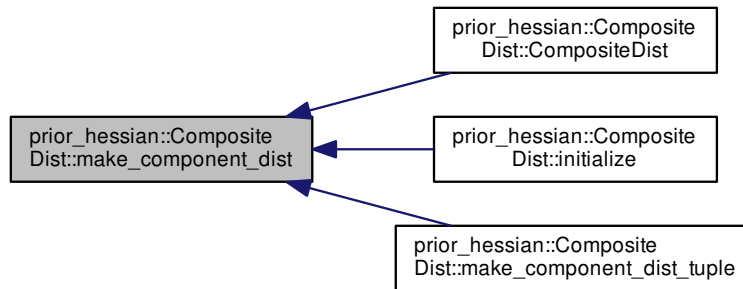 prior_hessian::Composite
Dist::CompositeDist
prior_hessian::Composite
Dist::make_component_dist
prior_hessian::Composite
Dist::initialize
prior_hessian::Composite
Dist::make_component_dist_tuple